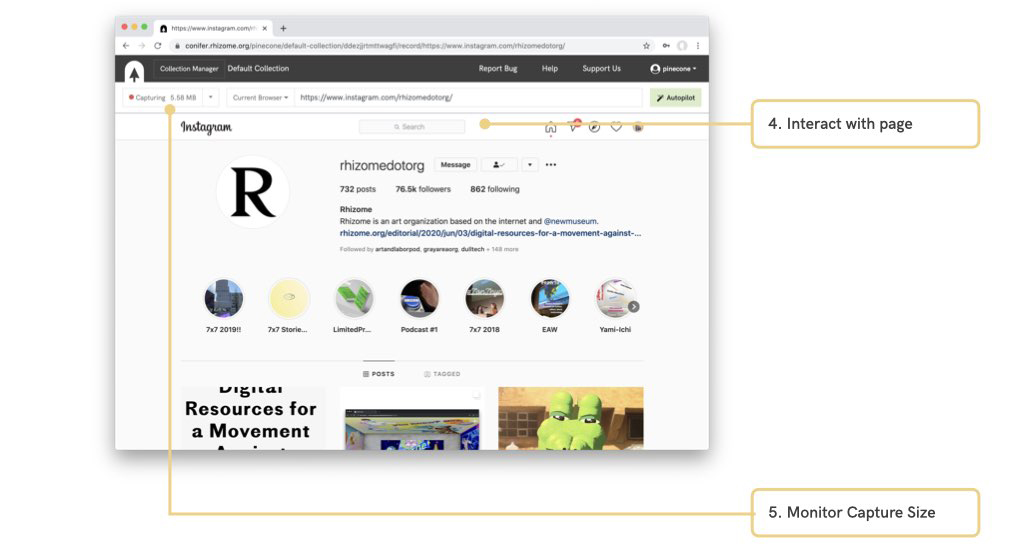 https://www.instagram.com/rh
conifer.rhizome.org/pinecone/default-collection/ddezjjrtmttwagfi/record/https://www.instagram.com/rhizomedotorg/
Collection Manager Default Collection Report Bug Help Support Us pinecone
Capturing 5.58 MB Current Browser https://www.instagram.com/rhizomedotorg/ Autopilot
Instagram Search
4. Interact with page
rhizomedotorg Message
732 posts 76.5k followers 862 following
Rhizome
Rhizome is an art organization based on the internet and @newmuseum.
rhizome.org/editorial/2020/jun/03/digital-resources-for-a-movement-against-...
Followed by artandlaborpod, grayareaorg, dulltech + 148 more
R
7x7 2019!! 7x7 Storie... LimitedPr... Podcast #1 7x7 2018 EAW Yami-Ichi
POSTS TAGGED
Digital
Resources for
a Movement
Against
5. Monitor Capture Size